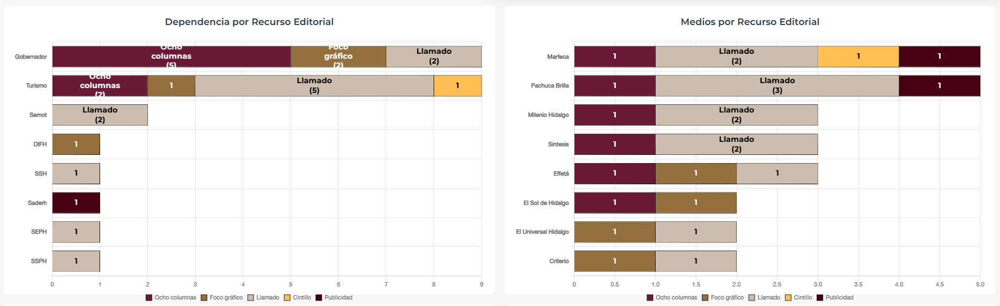 Dependencia por Recurso Editorial
Gobernador
Ocho
columnas
(5)
Foco
gráfico
(2)
Llamado
(2)
Turismo
Ocho
columnas
(2)
1
Llamado
(5)
1
Semot
Llamado
(2)
DIFH
1
SSH
1
Saderh
1
SEPH
1
SSPH
1
0 1 2 3 4 5 6 7 8 9
Ocho columnas Foco gráfico Llamado Cintillo Publicidad
Medios por Recurso Editorial
Marfeca
1
Llamado
(2)
1
1
Pachuca Brilla
1
Llamado
(3)
1
Milenio Hidalgo
1
Llamado
(2)
Síntesis
1
Llamado
(2)
Effetá
1
1
1
El Sol de Hidalgo
1
1
El Universal Hidalgo
1
1
Criterio
1
1
0 0.5 1.0 1.5 2.0 2.5 3.0 3.5 4.0 4.5 5.0
Ocho columnas Foco gráfico Llamado Cintillo Publicidad